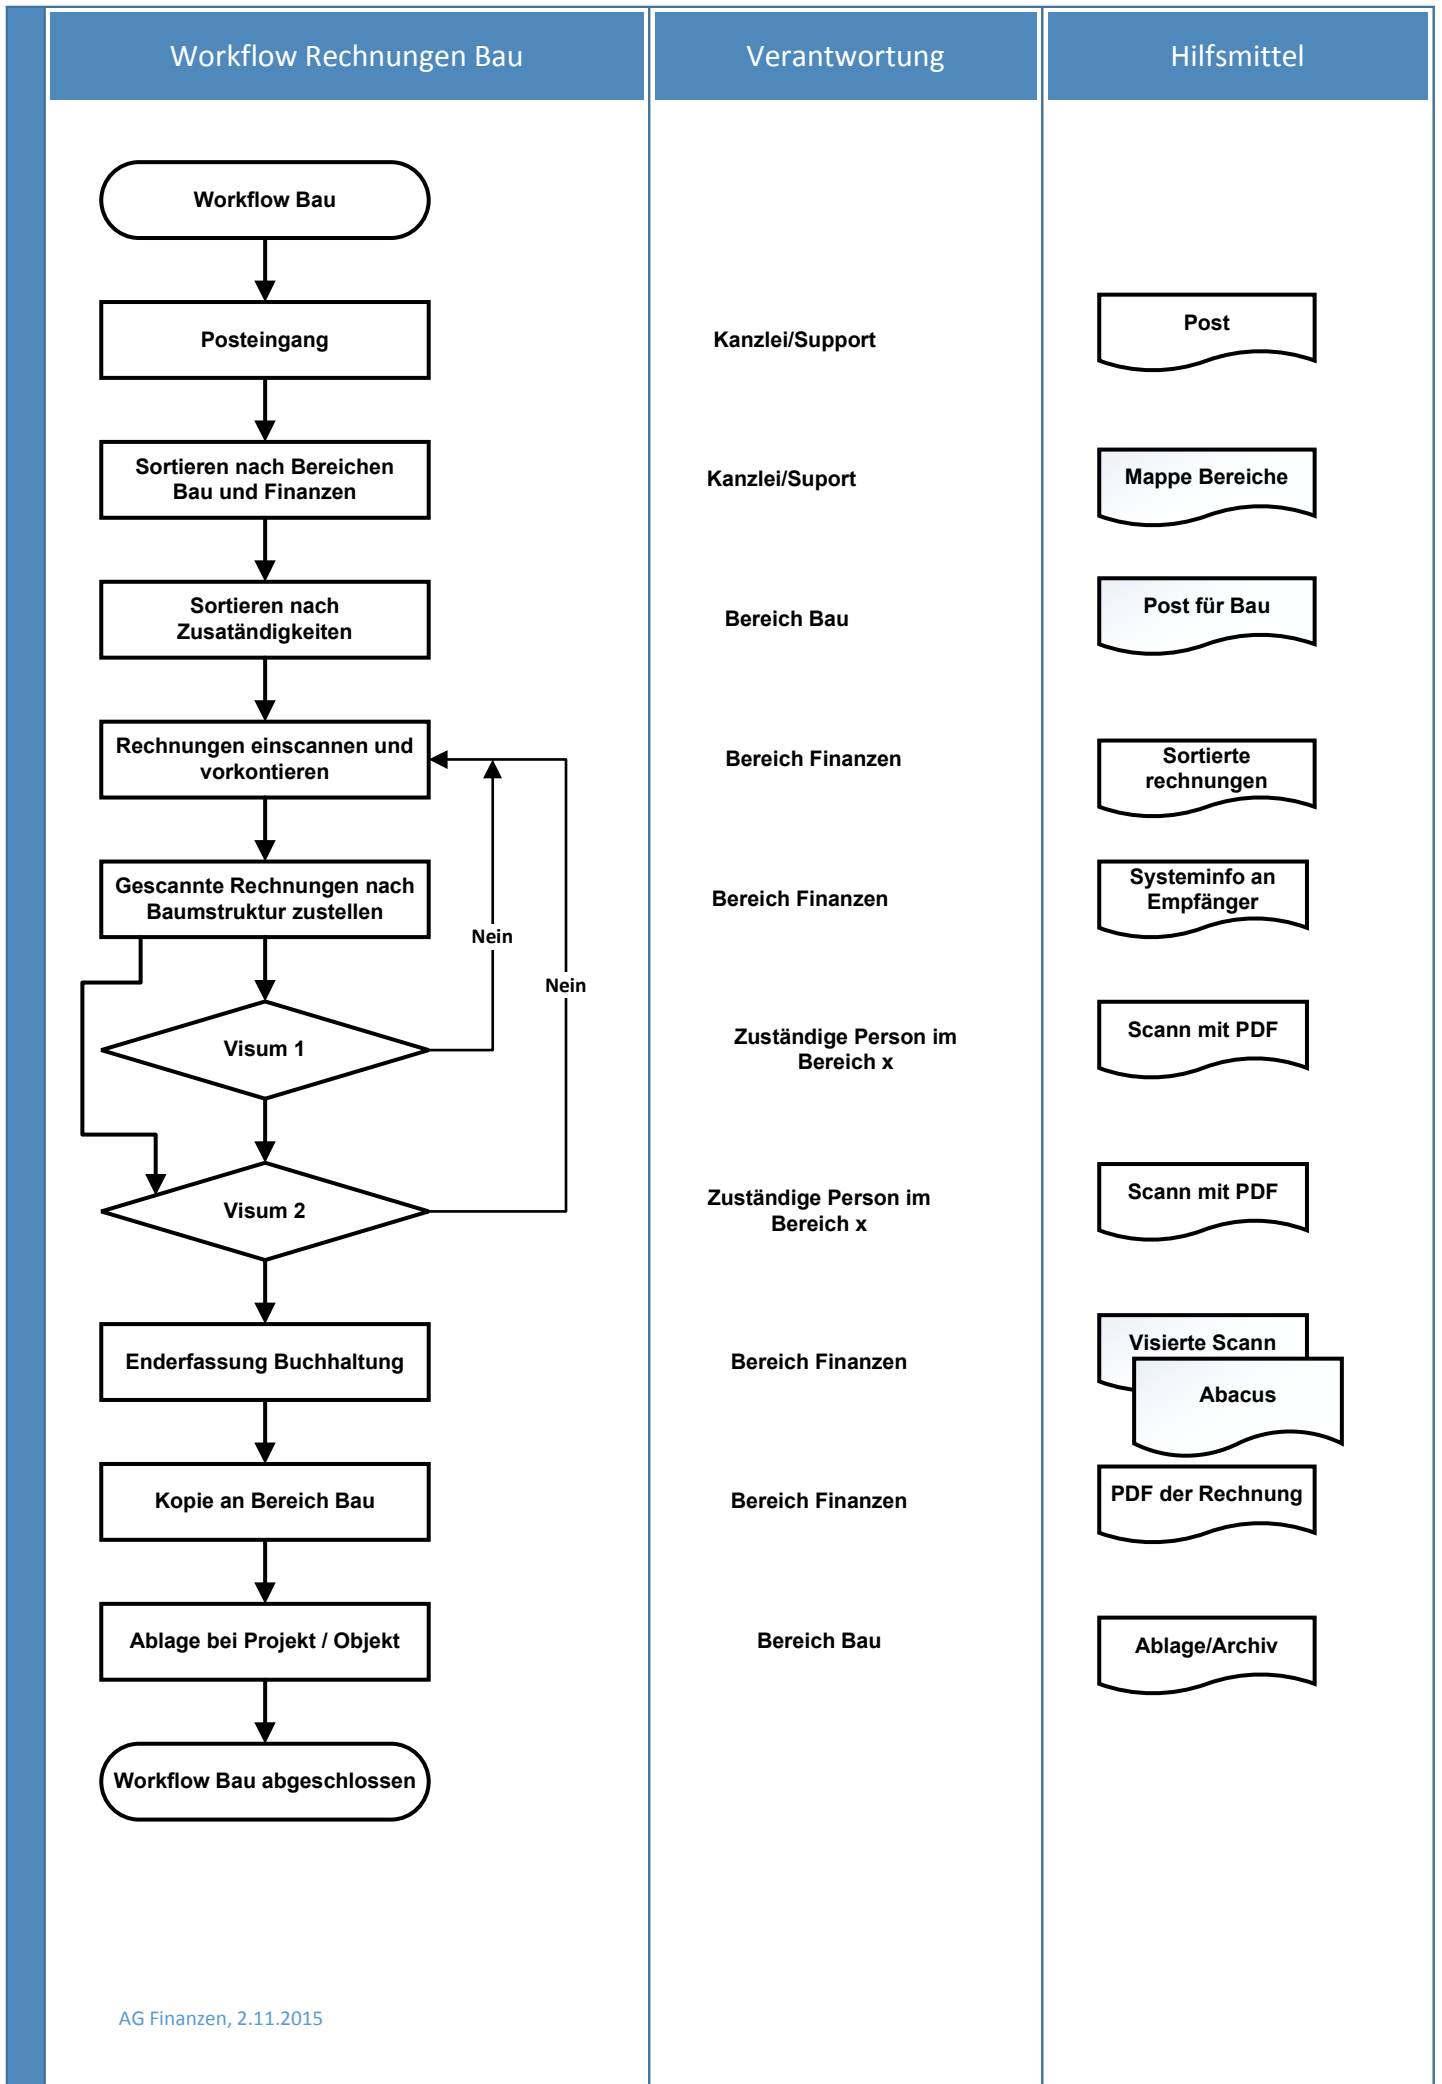 Workflow Rechnungen Bau
Verantwortung
Hilfsmittel
Workflow Bau
Posteingang
Kanzlei/Support
Post
Sortieren nach Bereichen
Bau und Finanzen
Kanzlei/Suport
Mappe Bereiche
Sortieren nach
Zusatändigkeiten
Bereich Bau
Post für Bau
Rechnungen einscannen und
vorkontieren
Bereich Finanzen
Sortierte
rechnungen
Gescannte Rechnungen nach
Baumstruktur zustellen
Bereich Finanzen
Systeminfo an
Empfänger
Nein
Nein
Visum 1
Zuständige Person im
Bereich x
Scann mit PDF
Visum 2
Zuständige Person im
Bereich x
Scann mit PDF
Enderfassung Buchhaltung
Bereich Finanzen
Visierte Scann
Abacus
Kopie an Bereich Bau
Bereich Finanzen
PDF der Rechnung
Ablage bei Projekt / Objekt
Bereich Bau
Ablage/Archiv
Workflow Bau abgeschlossen
AG Finanzen, 2.11.2015